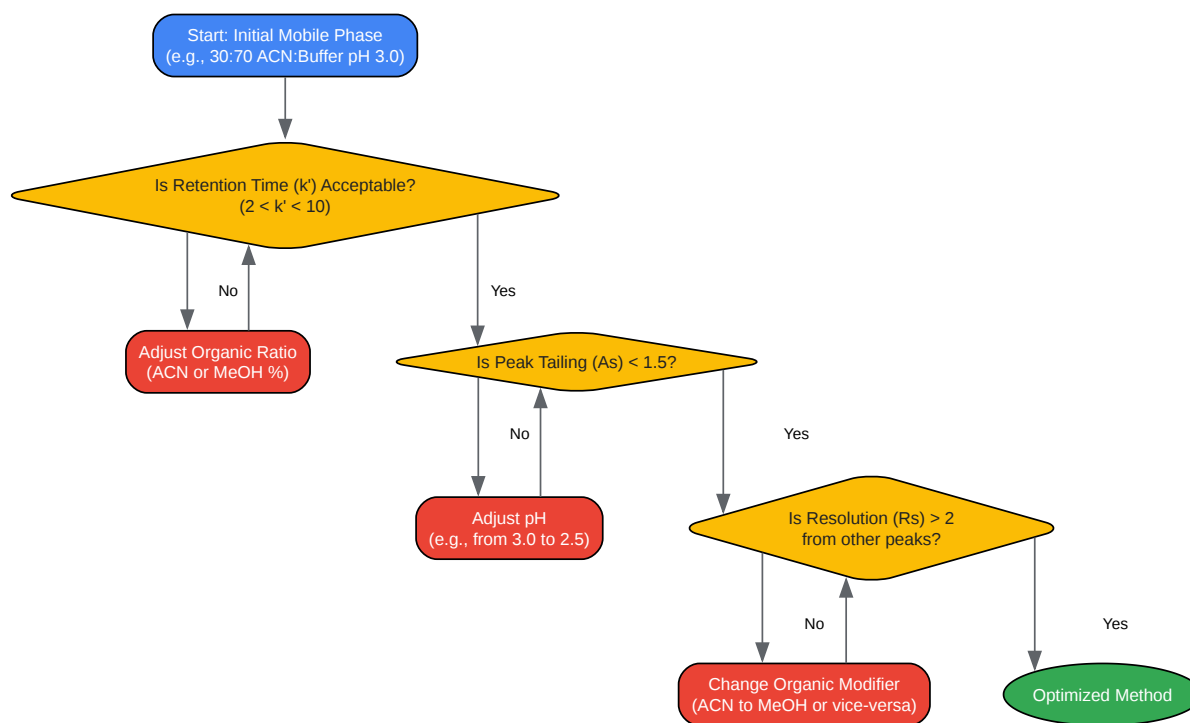 Start: Initial Mobile Phase
(e.g., 30:70 ACN:Buffer pH 3.0)
Is Retention Time (k') Acceptable?
(2 < k' < 10)
No
Yes
Adjust Organic Ratio
(ACN or MeOH %)
Is Peak Tailing (As) < 1.5?
No
Yes
Adjust pH
(e.g., from 3.0 to 2.5)
Is Resolution (Rs) > 2
from other peaks?
No
Yes
Change Organic Modifier
(ACN to MeOH or vice-versa)
Optimized Method